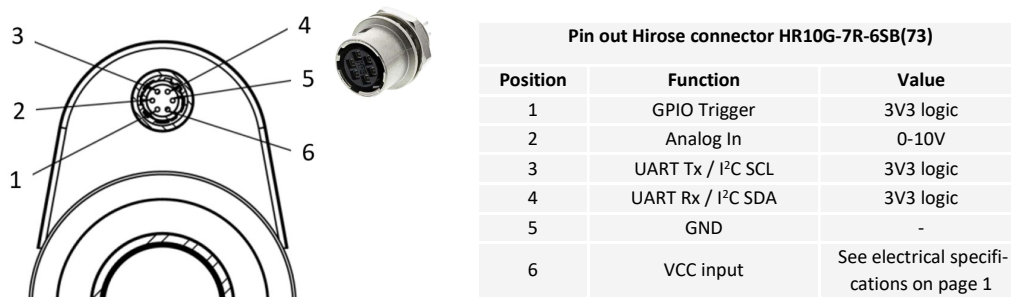 3
2
1
4
5
6
Pin out Hirose connector HR10G-7R-6SB(73)
Position Function Value
1 GPIO Trigger 3V3 logic
2 Analog In 0-10V
3 UART Tx / I²C SCL 3V3 logic
4 UART Rx / I²C SDA 3V3 logic
5 GND -
6 VCC input See electrical specifi-
cations on page 1